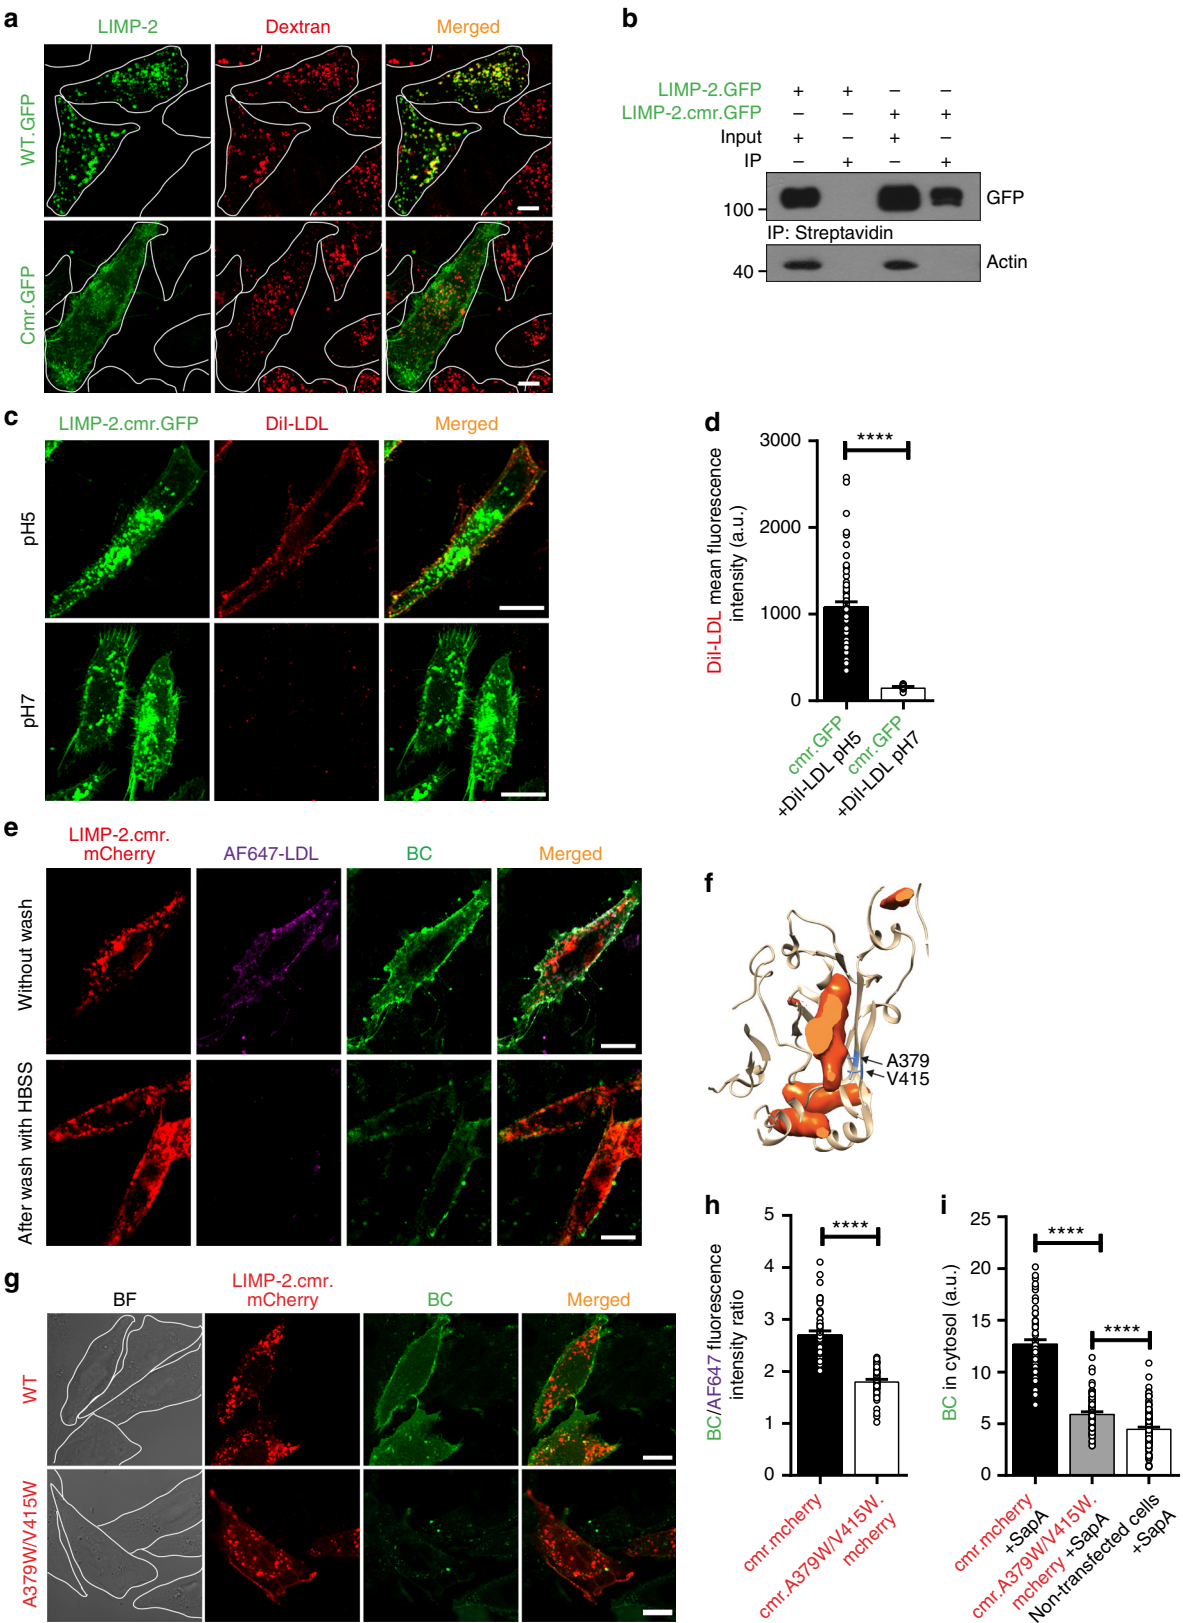 a
LIMP-2 Dextran Merged
WT.GFP
Cmr.GFP
b
LIMP-2.GFP + + − −
LIMP-2.cmr.GFP − − + +
Input + − + −
IP − + − +
100 GFP
IP: Streptavidin
40 Actin
c
LIMP-2.cmr.GFP Dil-LDL Merged
pH5
pH7
d
Dil-LDL mean fluorescence
intensity (a.u.)
3000
2000
1000
0
****
cmr.GFP
+Dil-LDL pH5
cmr.GFP
+Dil-LDL pH7
e
LIMP-2.cmr.
mCherry AF647-LDL BC Merged
Without wash
After wash with HBSS
f
A379
V415
g
BF LIMP-2.cmr.
mCherry BC Merged
WT
A379W/V415W
h
BC/AF647 fluorescence
intensity ratio
5
4
3
2
1
0
****
cmr.mcherry
cmr.A379W/V415W.
mcherry
i
BC in cytosol (a.u.)
25
20
15
10
5
0
****
****
cmr.mcherry
+SapA
cmr.A379W/V415W.
mcherry +SapA
Non-transfected cells
+SapA